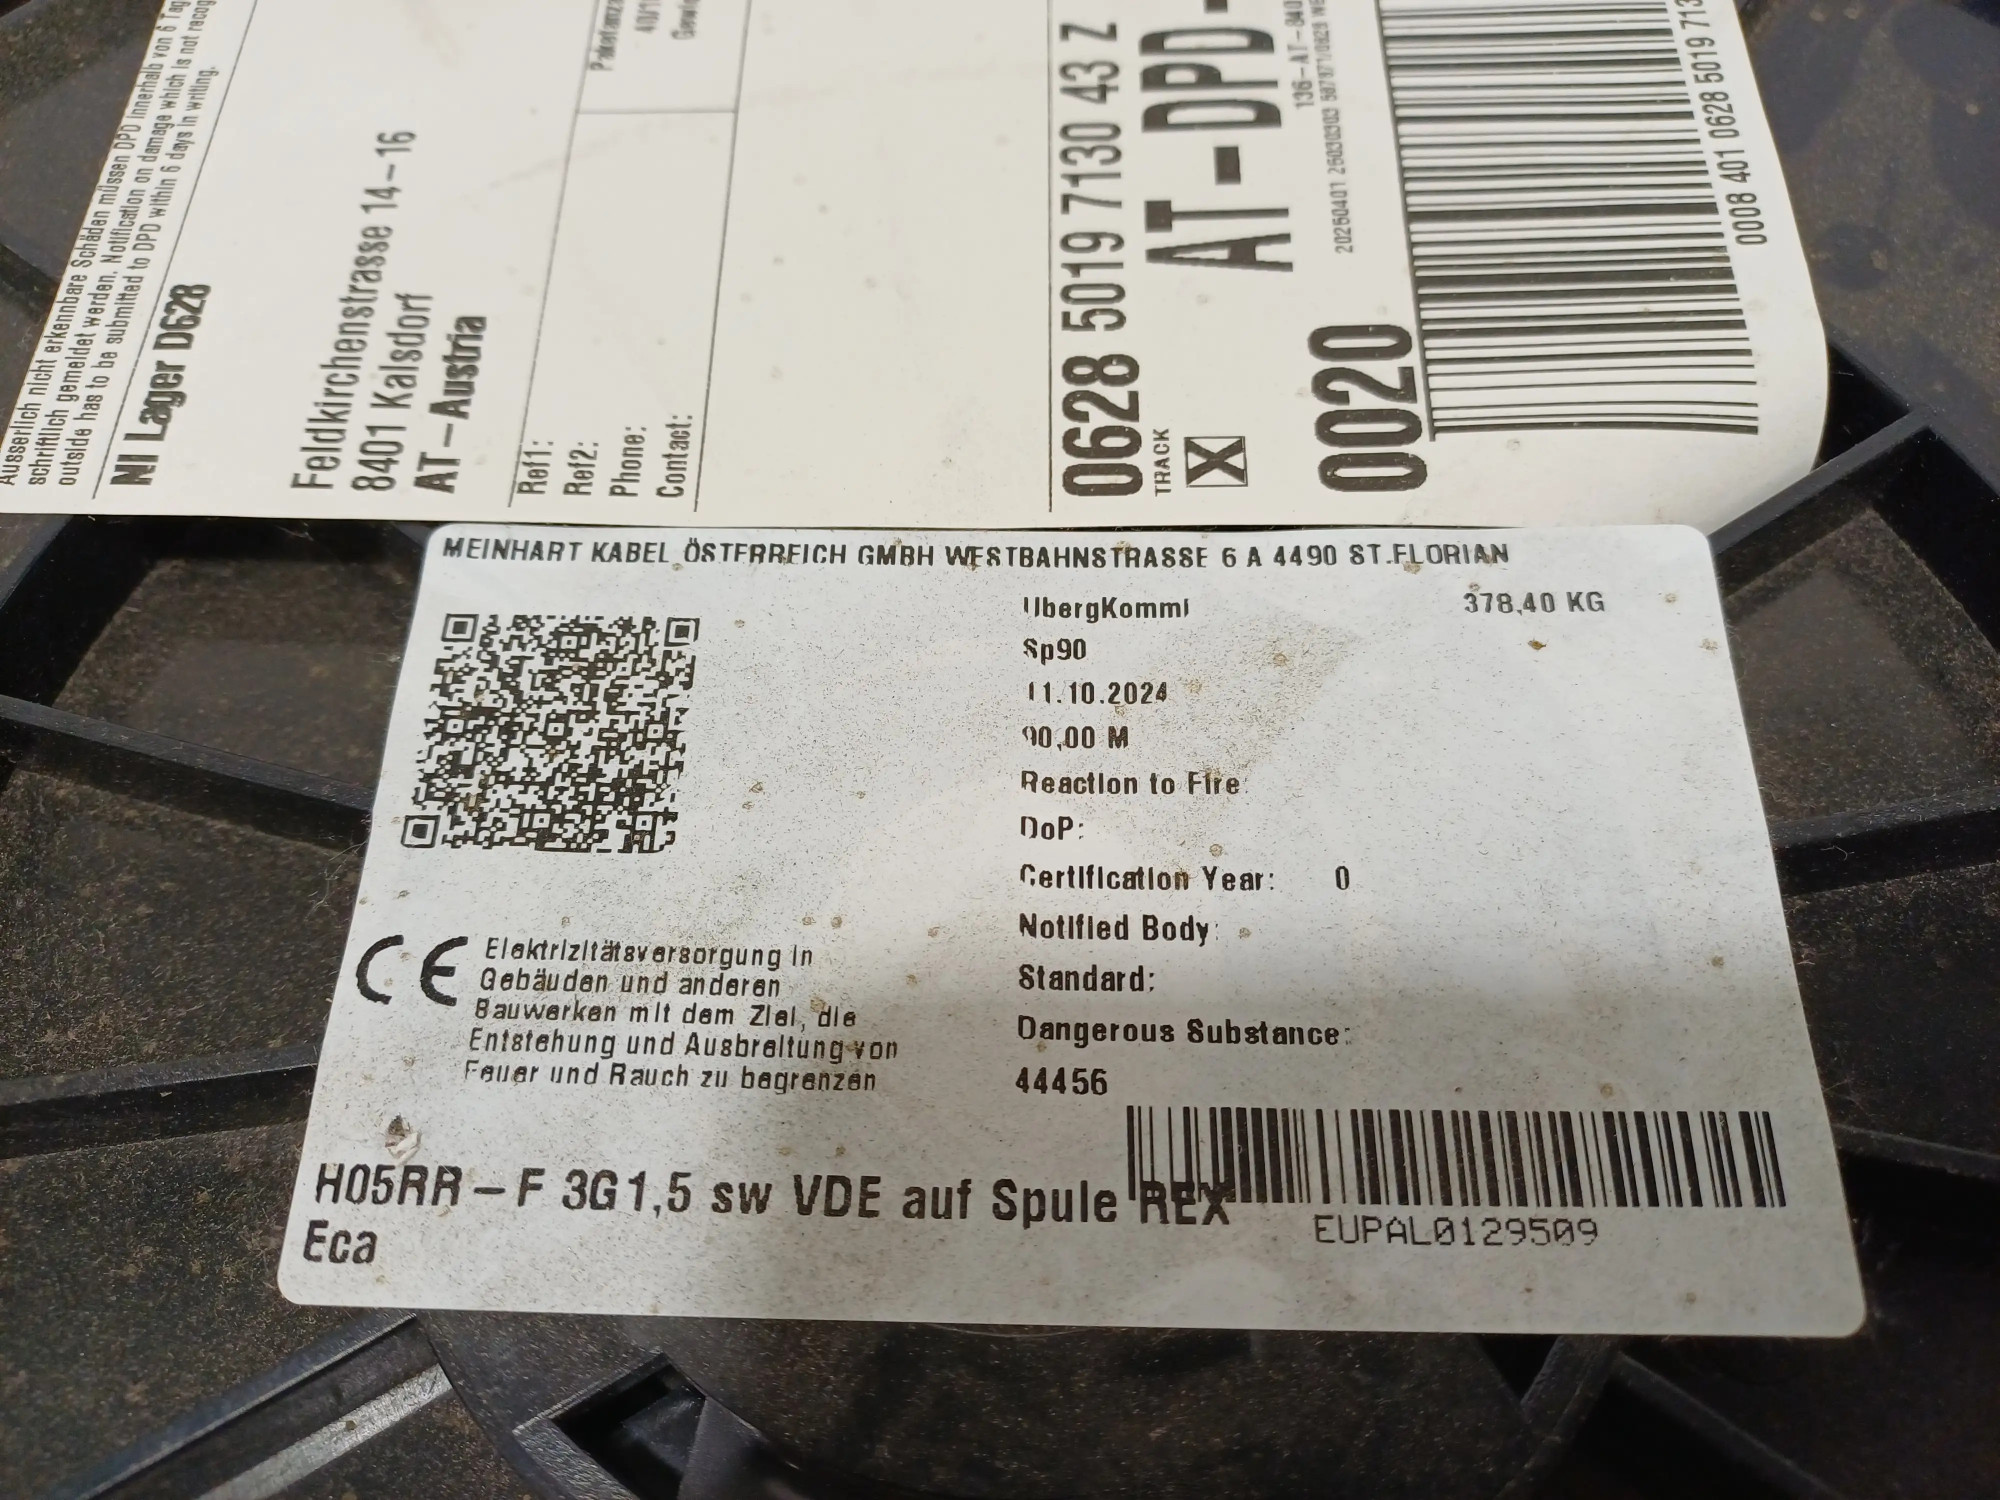 Äusserlich nicht erkennbare Schäden müssen DPD innerhalb von 6 Tag
schriftlich gemeldet werden. Notification on damage which is not recog
outside has to be submitted to DPD within 6 days in writing.
NI Lager D628
Feldkirchenstrasse 14-16
8401 Kalsdorf
AT-Austria
Ref1:
Ref2:
Phone:
Contact:
0628 5019 7130 43 Z
TRACK
AT-DPD-
X
136-AT-840
0020
0008 401 0628 5019 713
MEINHART KABEL ÖSTERREICH GMBH WESTBAHNSTRASSE 6 A 4490 ST.FLORIAN
UbergKommi 378,40 KG
Sp90
11.10.2024
90,00 M
Reaction to Fire:
DoP:
Certification Year: 0
Notified Body:
Standard:
Dangerous Substance:
44456
CE
Elektrizitätsversorgung in
Gebäuden und anderen
Bauwerken mit dem Ziel, die
Entstehung und Ausbreitung von
Feuer und Rauch zu begrenzen
H05RR-F 3G1,5 sw VDE auf Spule REX
Eca
EUPAL0129509